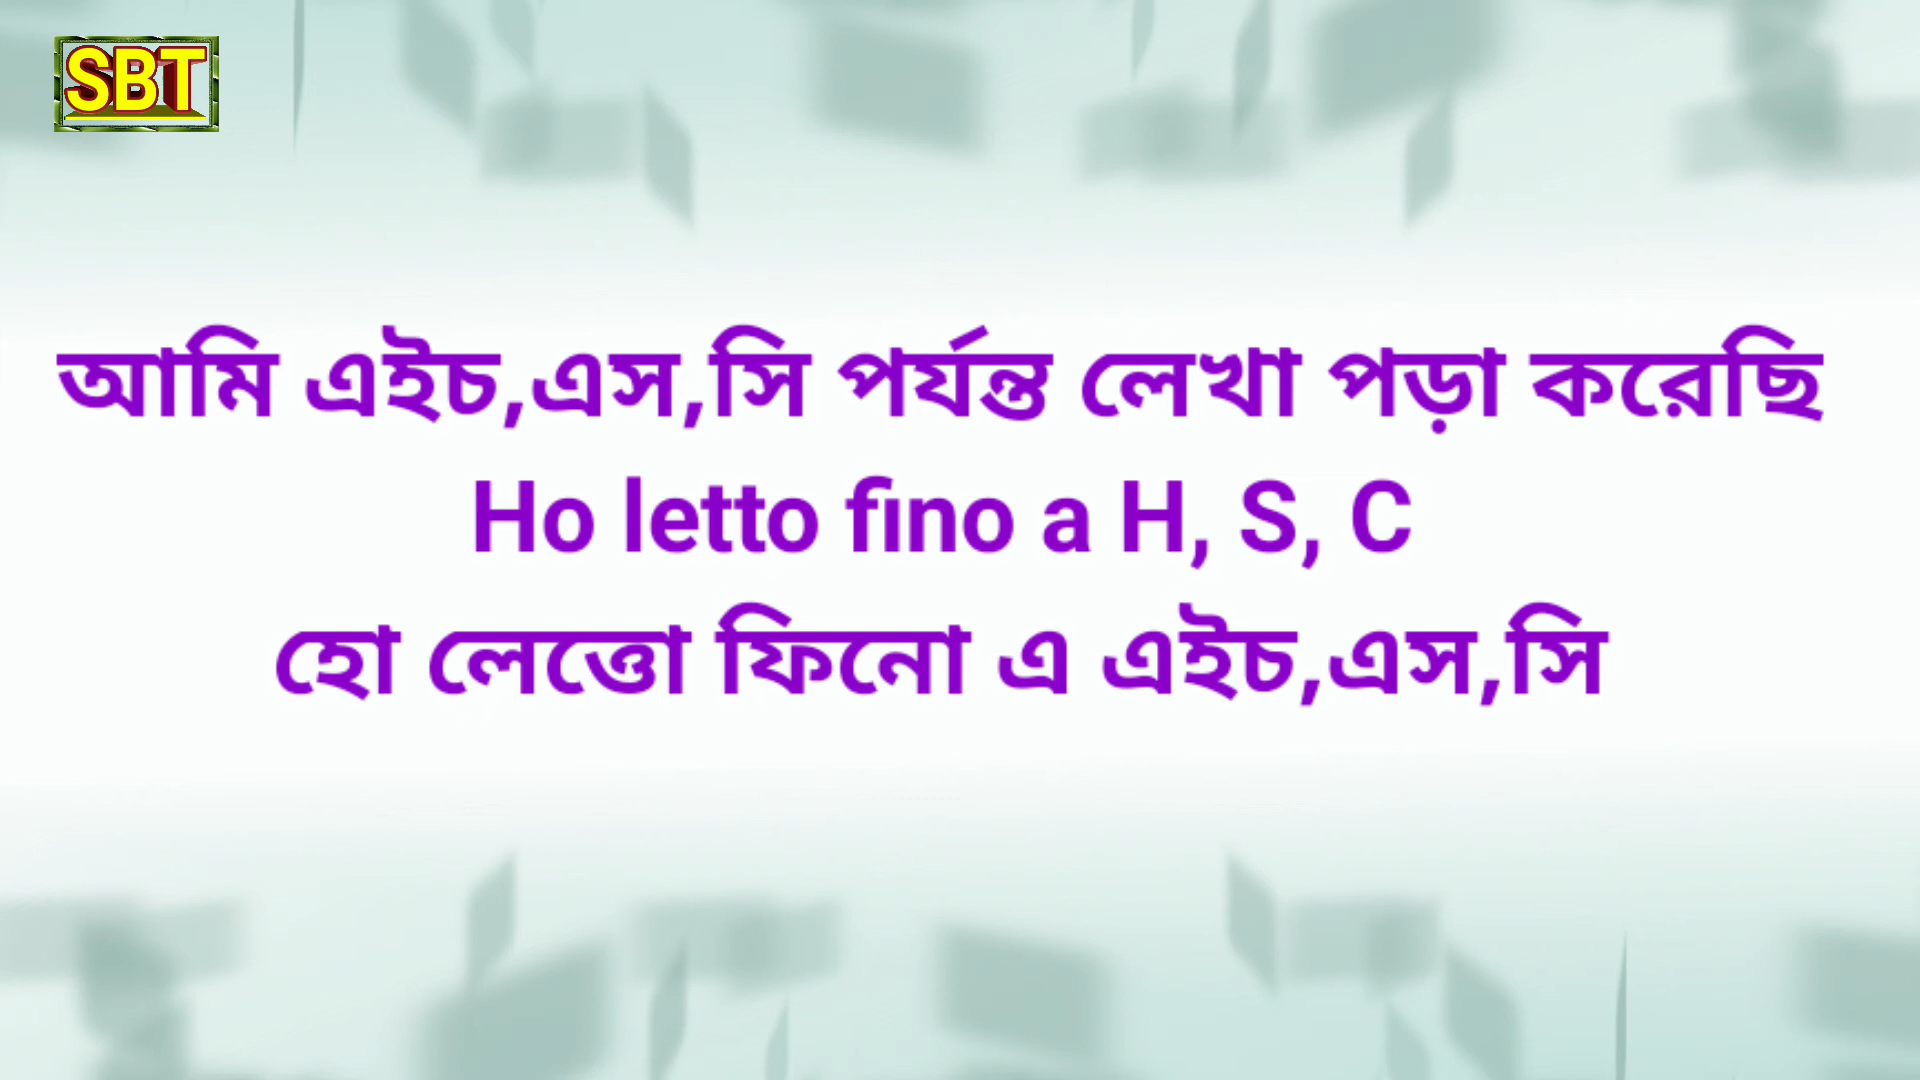 SBT
আমি এইচ,এস,সি পর্যন্ত লেখা পড়া করেছি
Ho letto fino a H, S, C
হো লেত্তো ফিনো এ এইচ,এস,সি